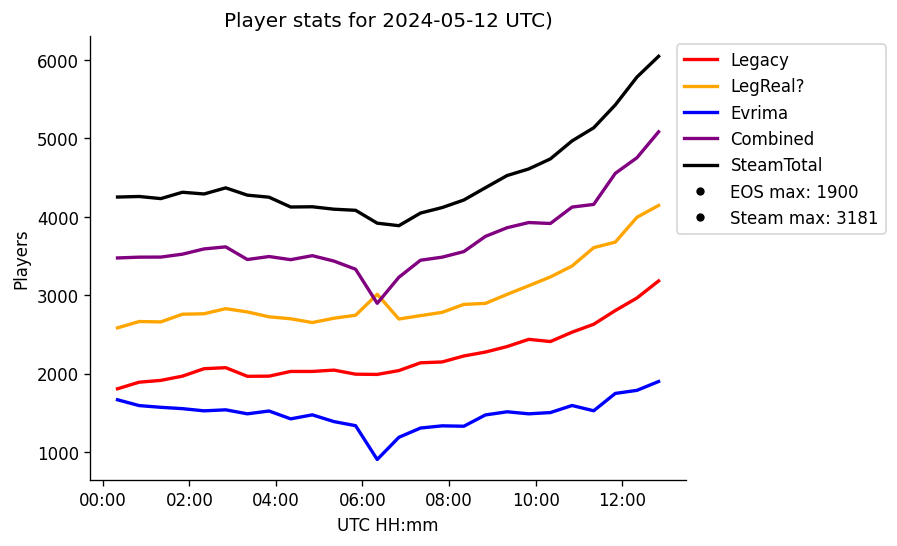 Player stats for 2024-05-12 UTC)
6000
5000
4000
3000
2000
1000
Players
00:00 02:00 04:00 06:00 08:00 10:00 12:00
UTC HH:mm
Legacy
LegReal?
Evrima
Combined
SteamTotal
EOS max: 1900
Steam max: 3181